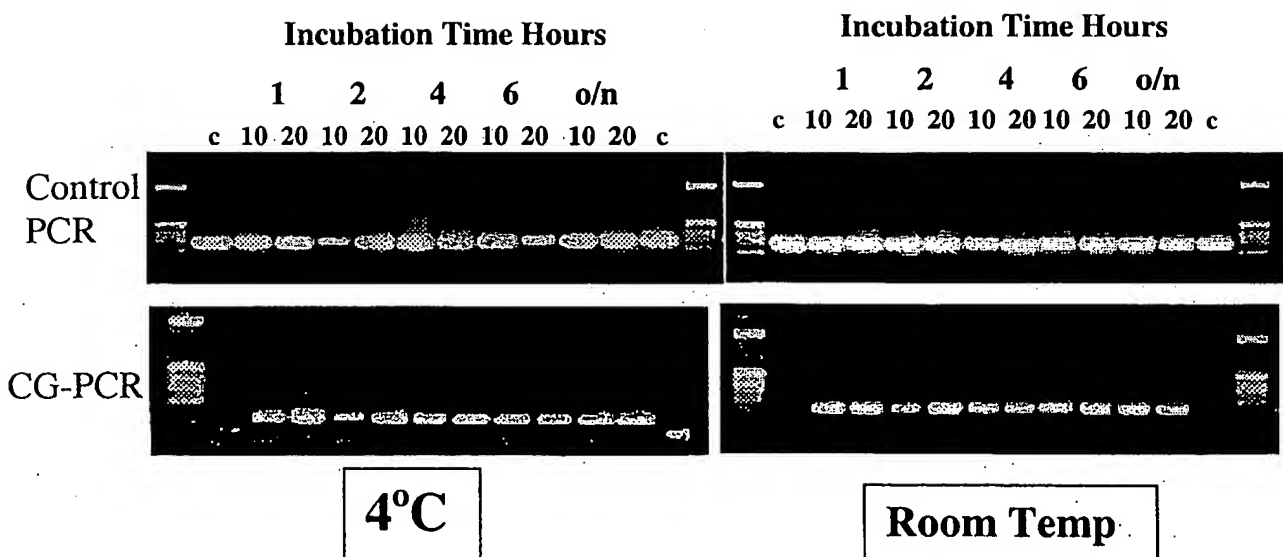 Incubation Time Hours
1 2 4 6 o/n
c 10 20 10 20 10 20 10 20 10 20 c
Incubation Time Hours
1 2 4 6 o/n
c 10 20 10 20 10 20 10 20 10 20 c
Control
PCR
CG-PCR
4°C
Room Temp